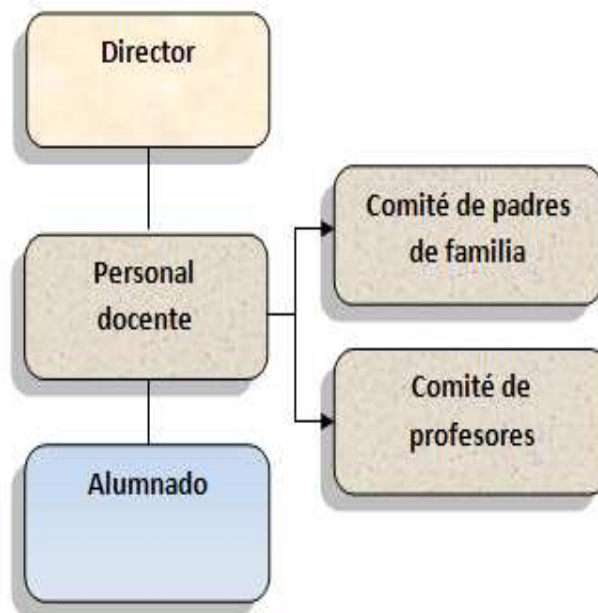 Director
Personal
docente
Comité de padres
de familia
Comité de
profesores
Alumnado